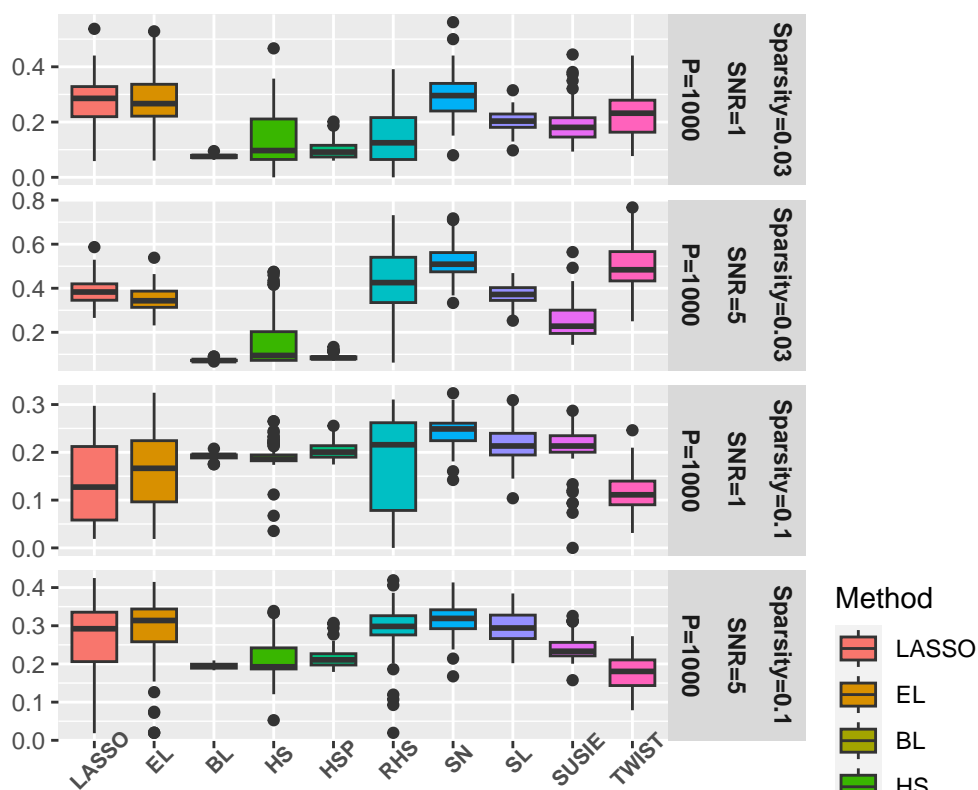 0.4
0.2
0.0
Sparsity=0.03
SNR=1
P=1000
0.8
0.6
0.4
0.2
Sparsity=0.03
SNR=5
P=1000
0.3
0.2
0.1
0.0
Sparsity=0.1
SNR=1
P=1000
0.4
0.3
0.2
0.1
0.0
Sparsity=0.1
SNR=5
P=1000
LASSO
EL
BL
HS
HSP
RHS
SN
SL
SUSIE
TWIST
Method
LASSO
EL
BL
HS